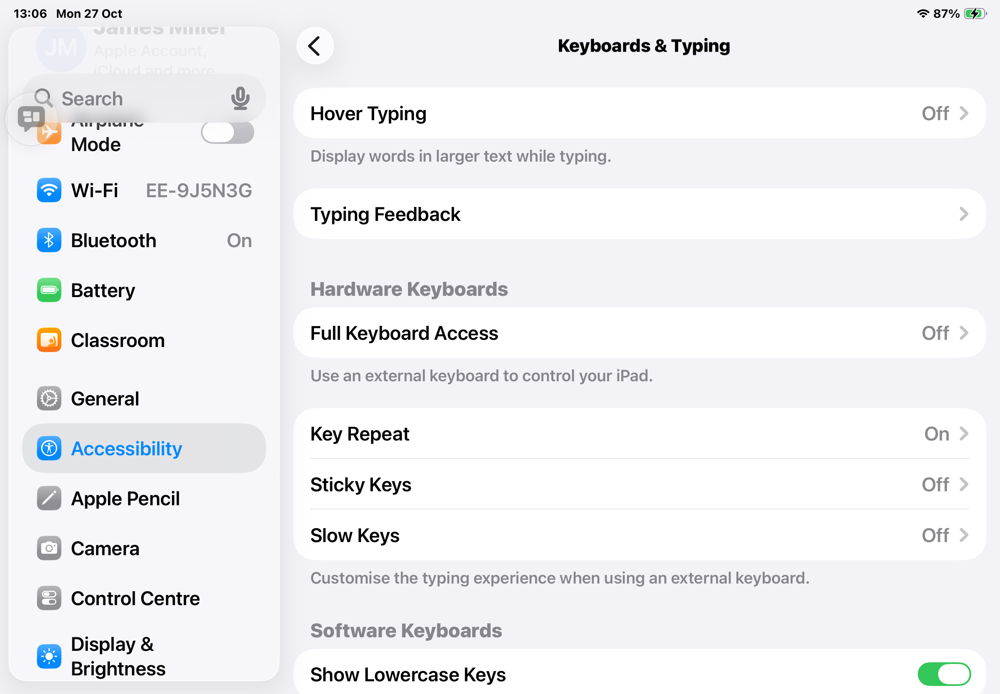 13:06 Mon 27 Oct
87%
James Miller
JM
Apple Account,
iCloud and more
Search
Airplane
Mode
Wi-Fi EE-9J5N3G
Bluetooth On
Battery
Classroom
General
Accessibility
Apple Pencil
Camera
Control Centre
Display &
Brightness
Keyboards & Typing
Hover Typing Off
Display words in larger text while typing.
Typing Feedback
Hardware Keyboards
Full Keyboard Access Off
Use an external keyboard to control your iPad.
Key Repeat On
Sticky Keys Off
Slow Keys Off
Customise the typing experience when using an external keyboard.
Software Keyboards
Show Lowercase Keys